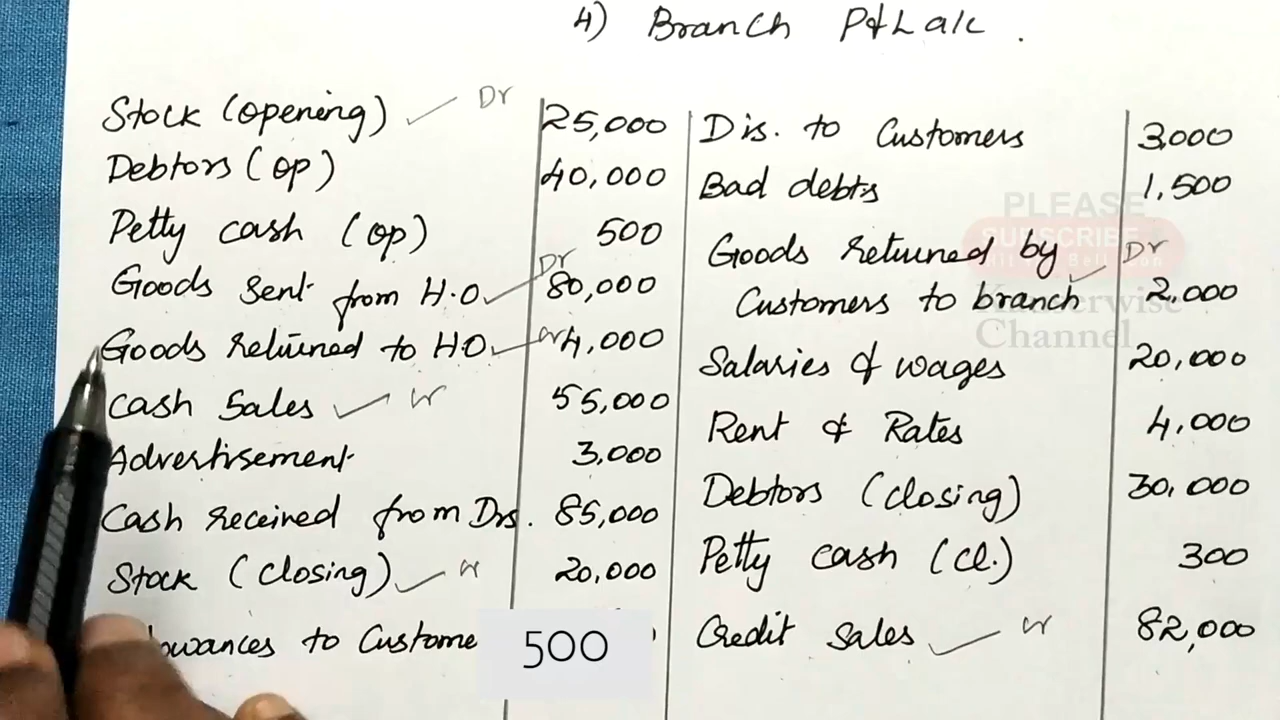 4) Branch P&L a/c.
Stock (opening) Dr 25,000
Debtors (op) 40,000
Petty cash (op) 500
Goods sent from H.O Dr 80,000
Goods returned to H.O cr 4,000
Cash Sales cr 55,000
Advertisement 3,000
Cash received from Drs. 85,000
Stock (closing) cr 20,000
to Custome 500
Dis. to Customers 3,000
Bad debts 1,500
Goods returned by Dr
Customers to branch 2,000
Salaries & wages 20,000
Rent & Rates 4,000
Debtors (closing) 30,000
Petty cash (cl.) 300
Credit Sales cr 82,000
PLEASE
SUBSCRIBE
Channel